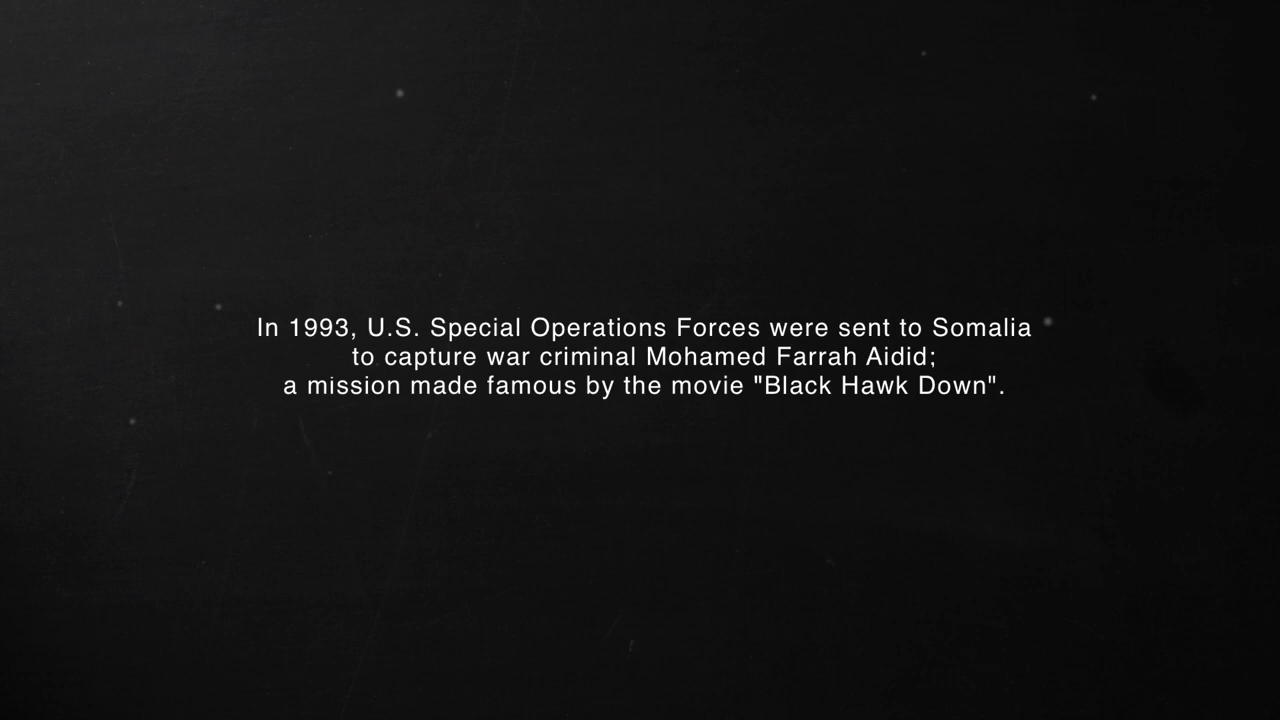 In 1993, U.S. Special Operations Forces were sent to Somalia
to capture war criminal Mohamed Farrah Aidid;
a mission made famous by the movie "Black Hawk Down".